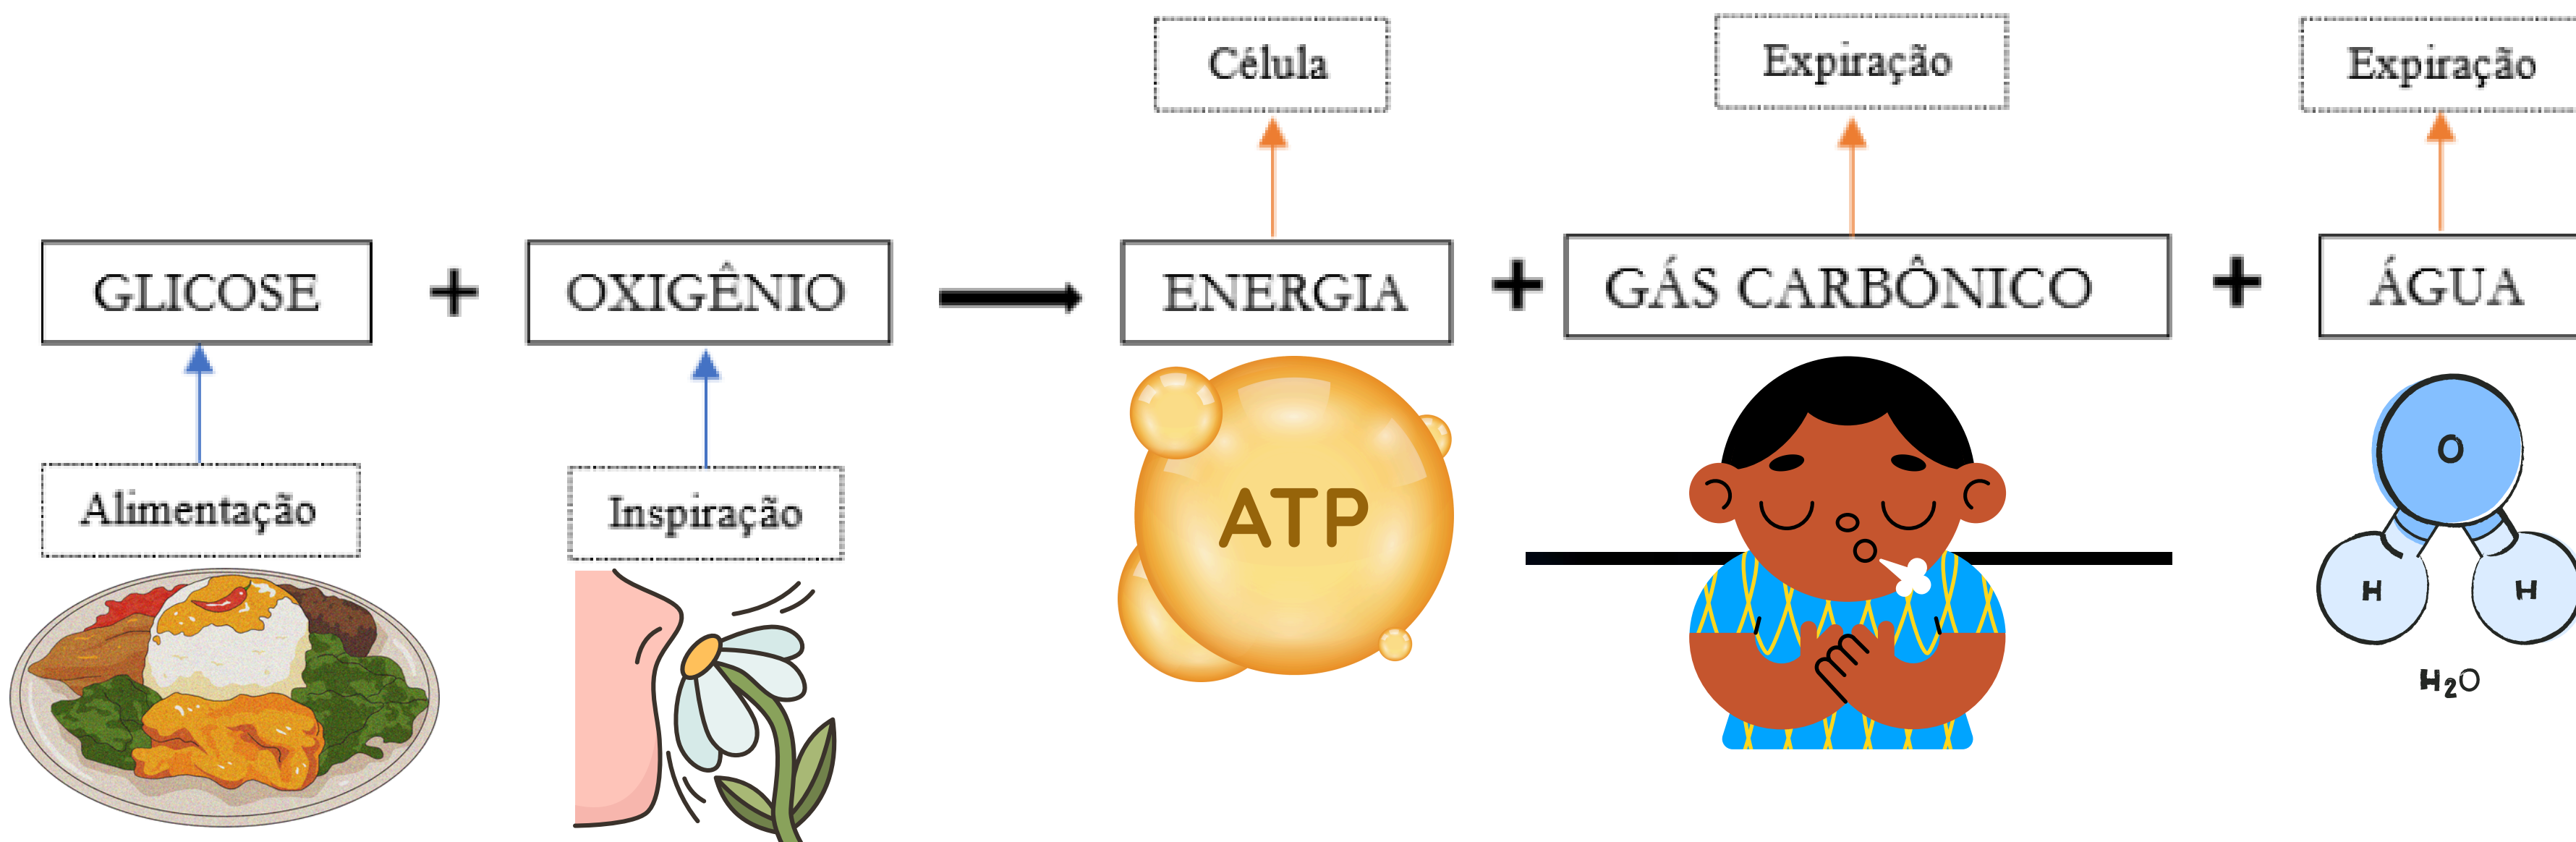 Célula
Expiração
Expiração
GLICOSE + OXIGÊNIO → ENERGIA + GÁS CARBÔNICO + ÁGUA
Alimentação
Inspiração
ATP
O
H
H
H₂O